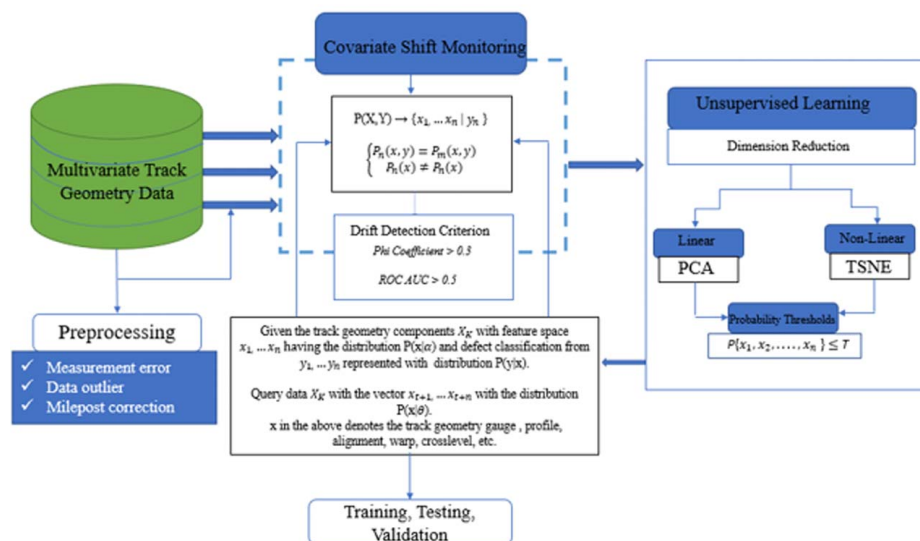 Covariate Shift Monitoring
P(X,Y) → {x₁, ... xₙ | yₙ }
{ Pₙ(x, y) = Pₘ(x, y)
Pₙ(x) ≠ Pₙ(x)
Drift Detection Criterion
Phi Coefficient > 0.3
ROC AUC > 0.5
Multivariate Track
Geometry Data
Preprocessing
✓ Measurement error
✓ Data outlier
✓ Milepost correction
Given the track geometry components X_K with feature space
x₁, ... xₙ having the distribution P(x|α) and defect classification from
y₁, ... yₙ represented with distribution P(y|x).
Query data X_K with the vector xₜ₊₁, ... xₜ₊ₙ with the distribution
P(x|θ).
x in the above denotes the track geometry gauge , profile,
alignment, warp, crosslevel, etc.
Training, Testing,
Validation
Unsupervised Learning
Dimension Reduction
Linear
PCA
Non-Linear
TSNE
Probability Thresholds
P{x₁, x₂, . . . . , xₙ } ≤ T